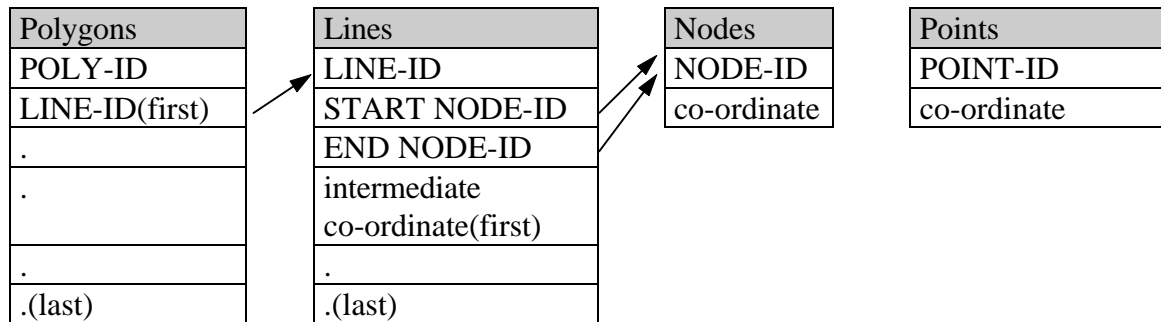 Polygons
POLY-ID
LINE-ID(first)
.
.
.
.(last)
Lines
LINE-ID
START NODE-ID
END NODE-ID
intermediate
co-ordinate(first)
.
.(last)
Nodes
NODE-ID
co-ordinate
Points
POINT-ID
co-ordinate